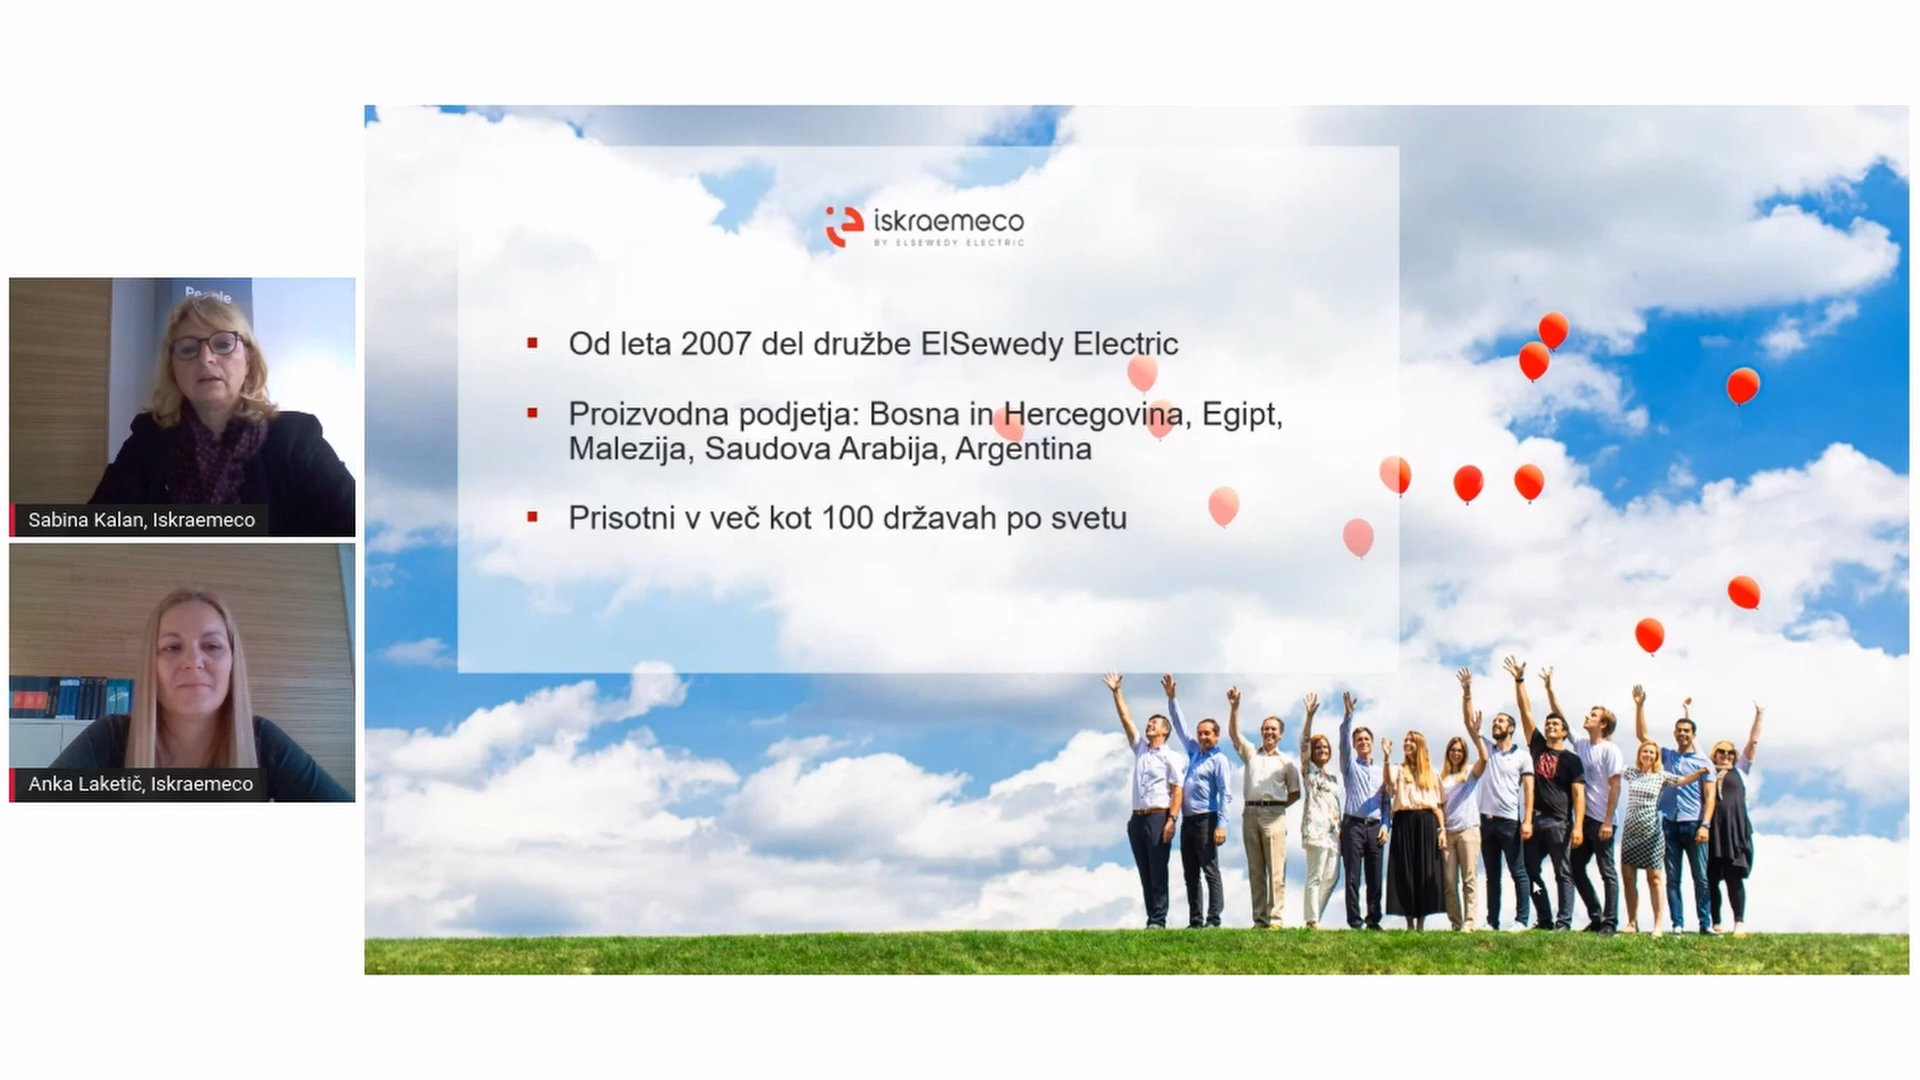 iskraemeco
BY ELSEWEDY ELECTRIC
Od leta 2007 del družbe ElSewedy Electric
Proizvodna podjetja: Bosna in Hercegovina, Egipt,
Malezija, Saudova Arabija, Argentina
Prisotni v več kot 100 državah po svetu
People
Sabina Kalan, Iskraemeco
Anka Laketič, Iskraemeco